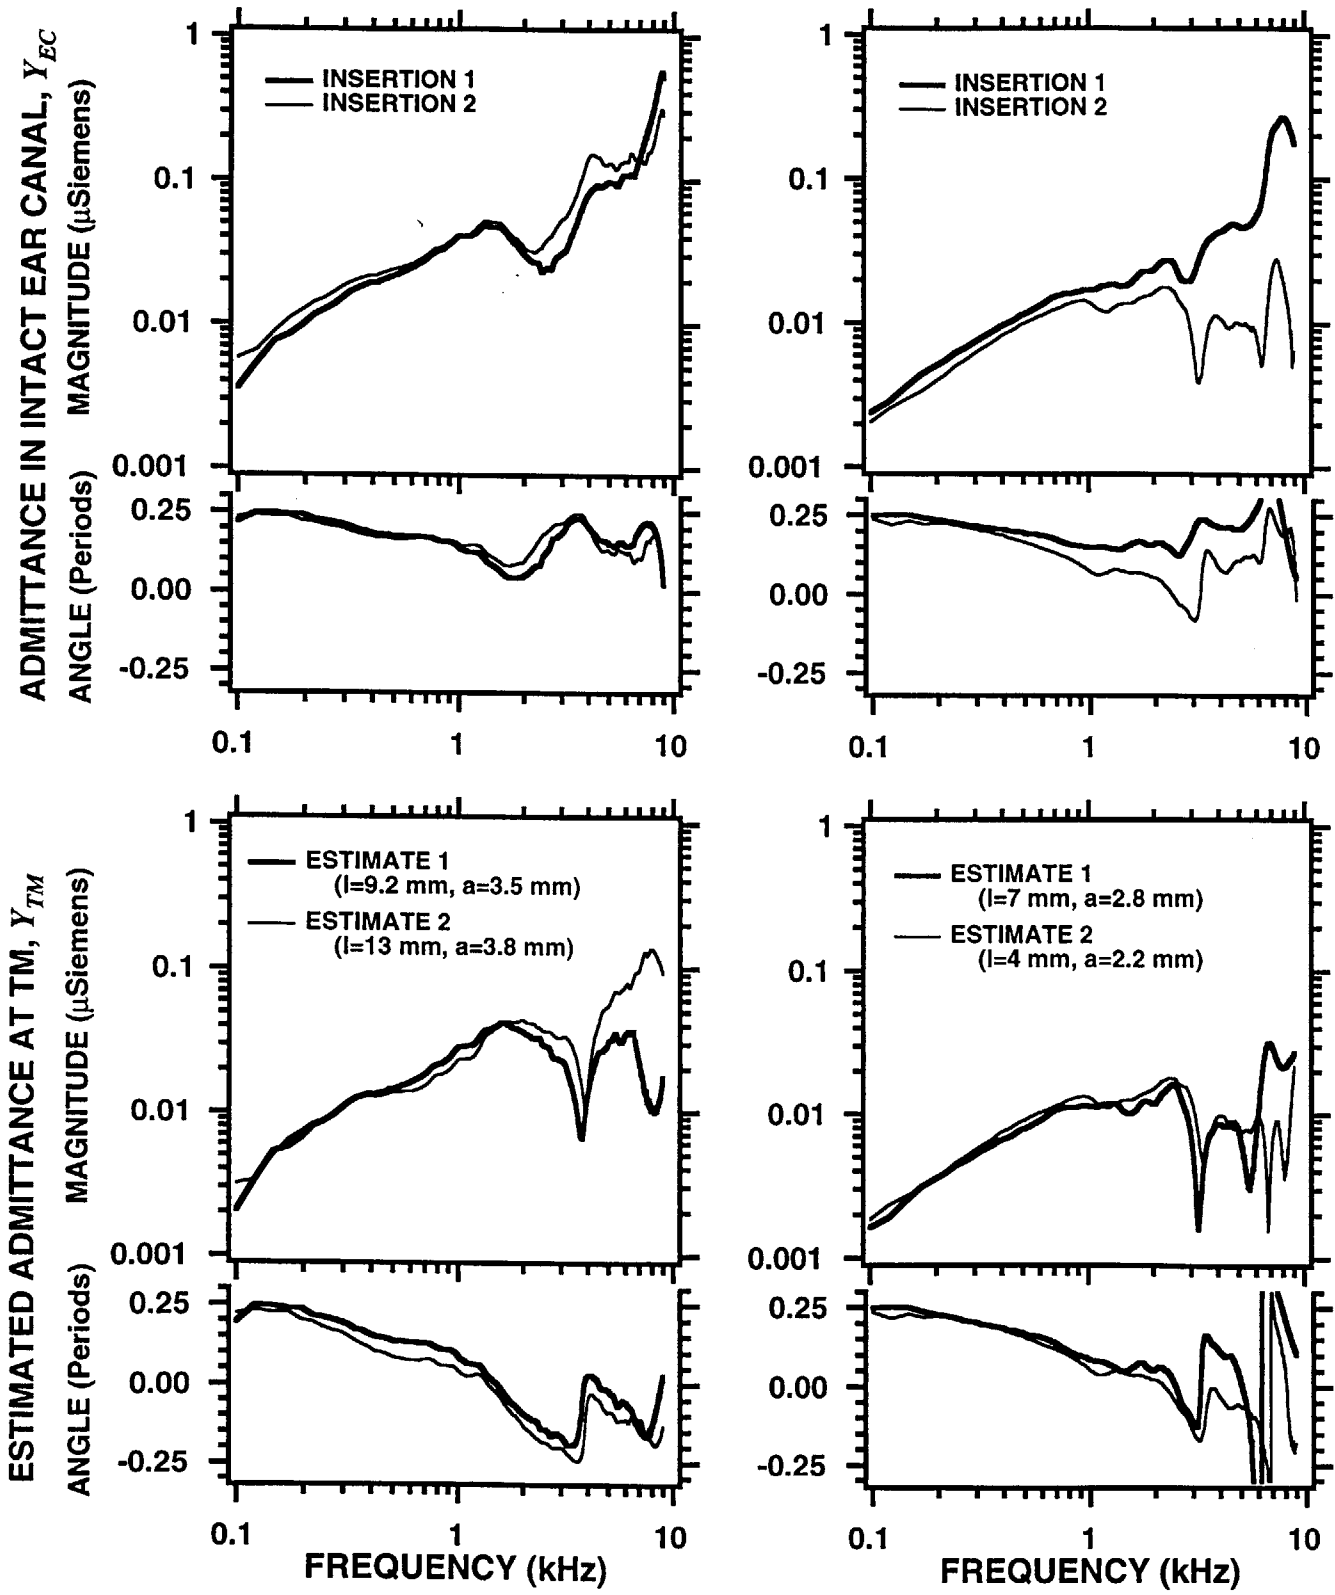 ADMITTANCE IN INTACT EAR CANAL, Y_EC
MAGNITUDE (µSiemens)
1
0.1
0.01
0.001
INSERTION 1
INSERTION 2
ANGLE (Periods)
0.25
0.00
-0.25
0.1
1
10
1
0.1
0.01
0.001
INSERTION 1
INSERTION 2
0.25
0.00
-0.25
0.1
1
10
ESTIMATED ADMITTANCE AT TM, Y_TM
MAGNITUDE (µSiemens)
1
0.1
0.01
0.001
ESTIMATE 1
(l=9.2 mm, a=3.5 mm)
ESTIMATE 2
(l=13 mm, a=3.8 mm)
ANGLE (Periods)
0.25
0.00
-0.25
0.1
1
10
FREQUENCY (kHz)
1
0.1
0.01
0.001
ESTIMATE 1
(l=7 mm, a=2.8 mm)
ESTIMATE 2
(l=4 mm, a=2.2 mm)
0.25
0.00
-0.25
0.1
1
10
FREQUENCY (kHz)